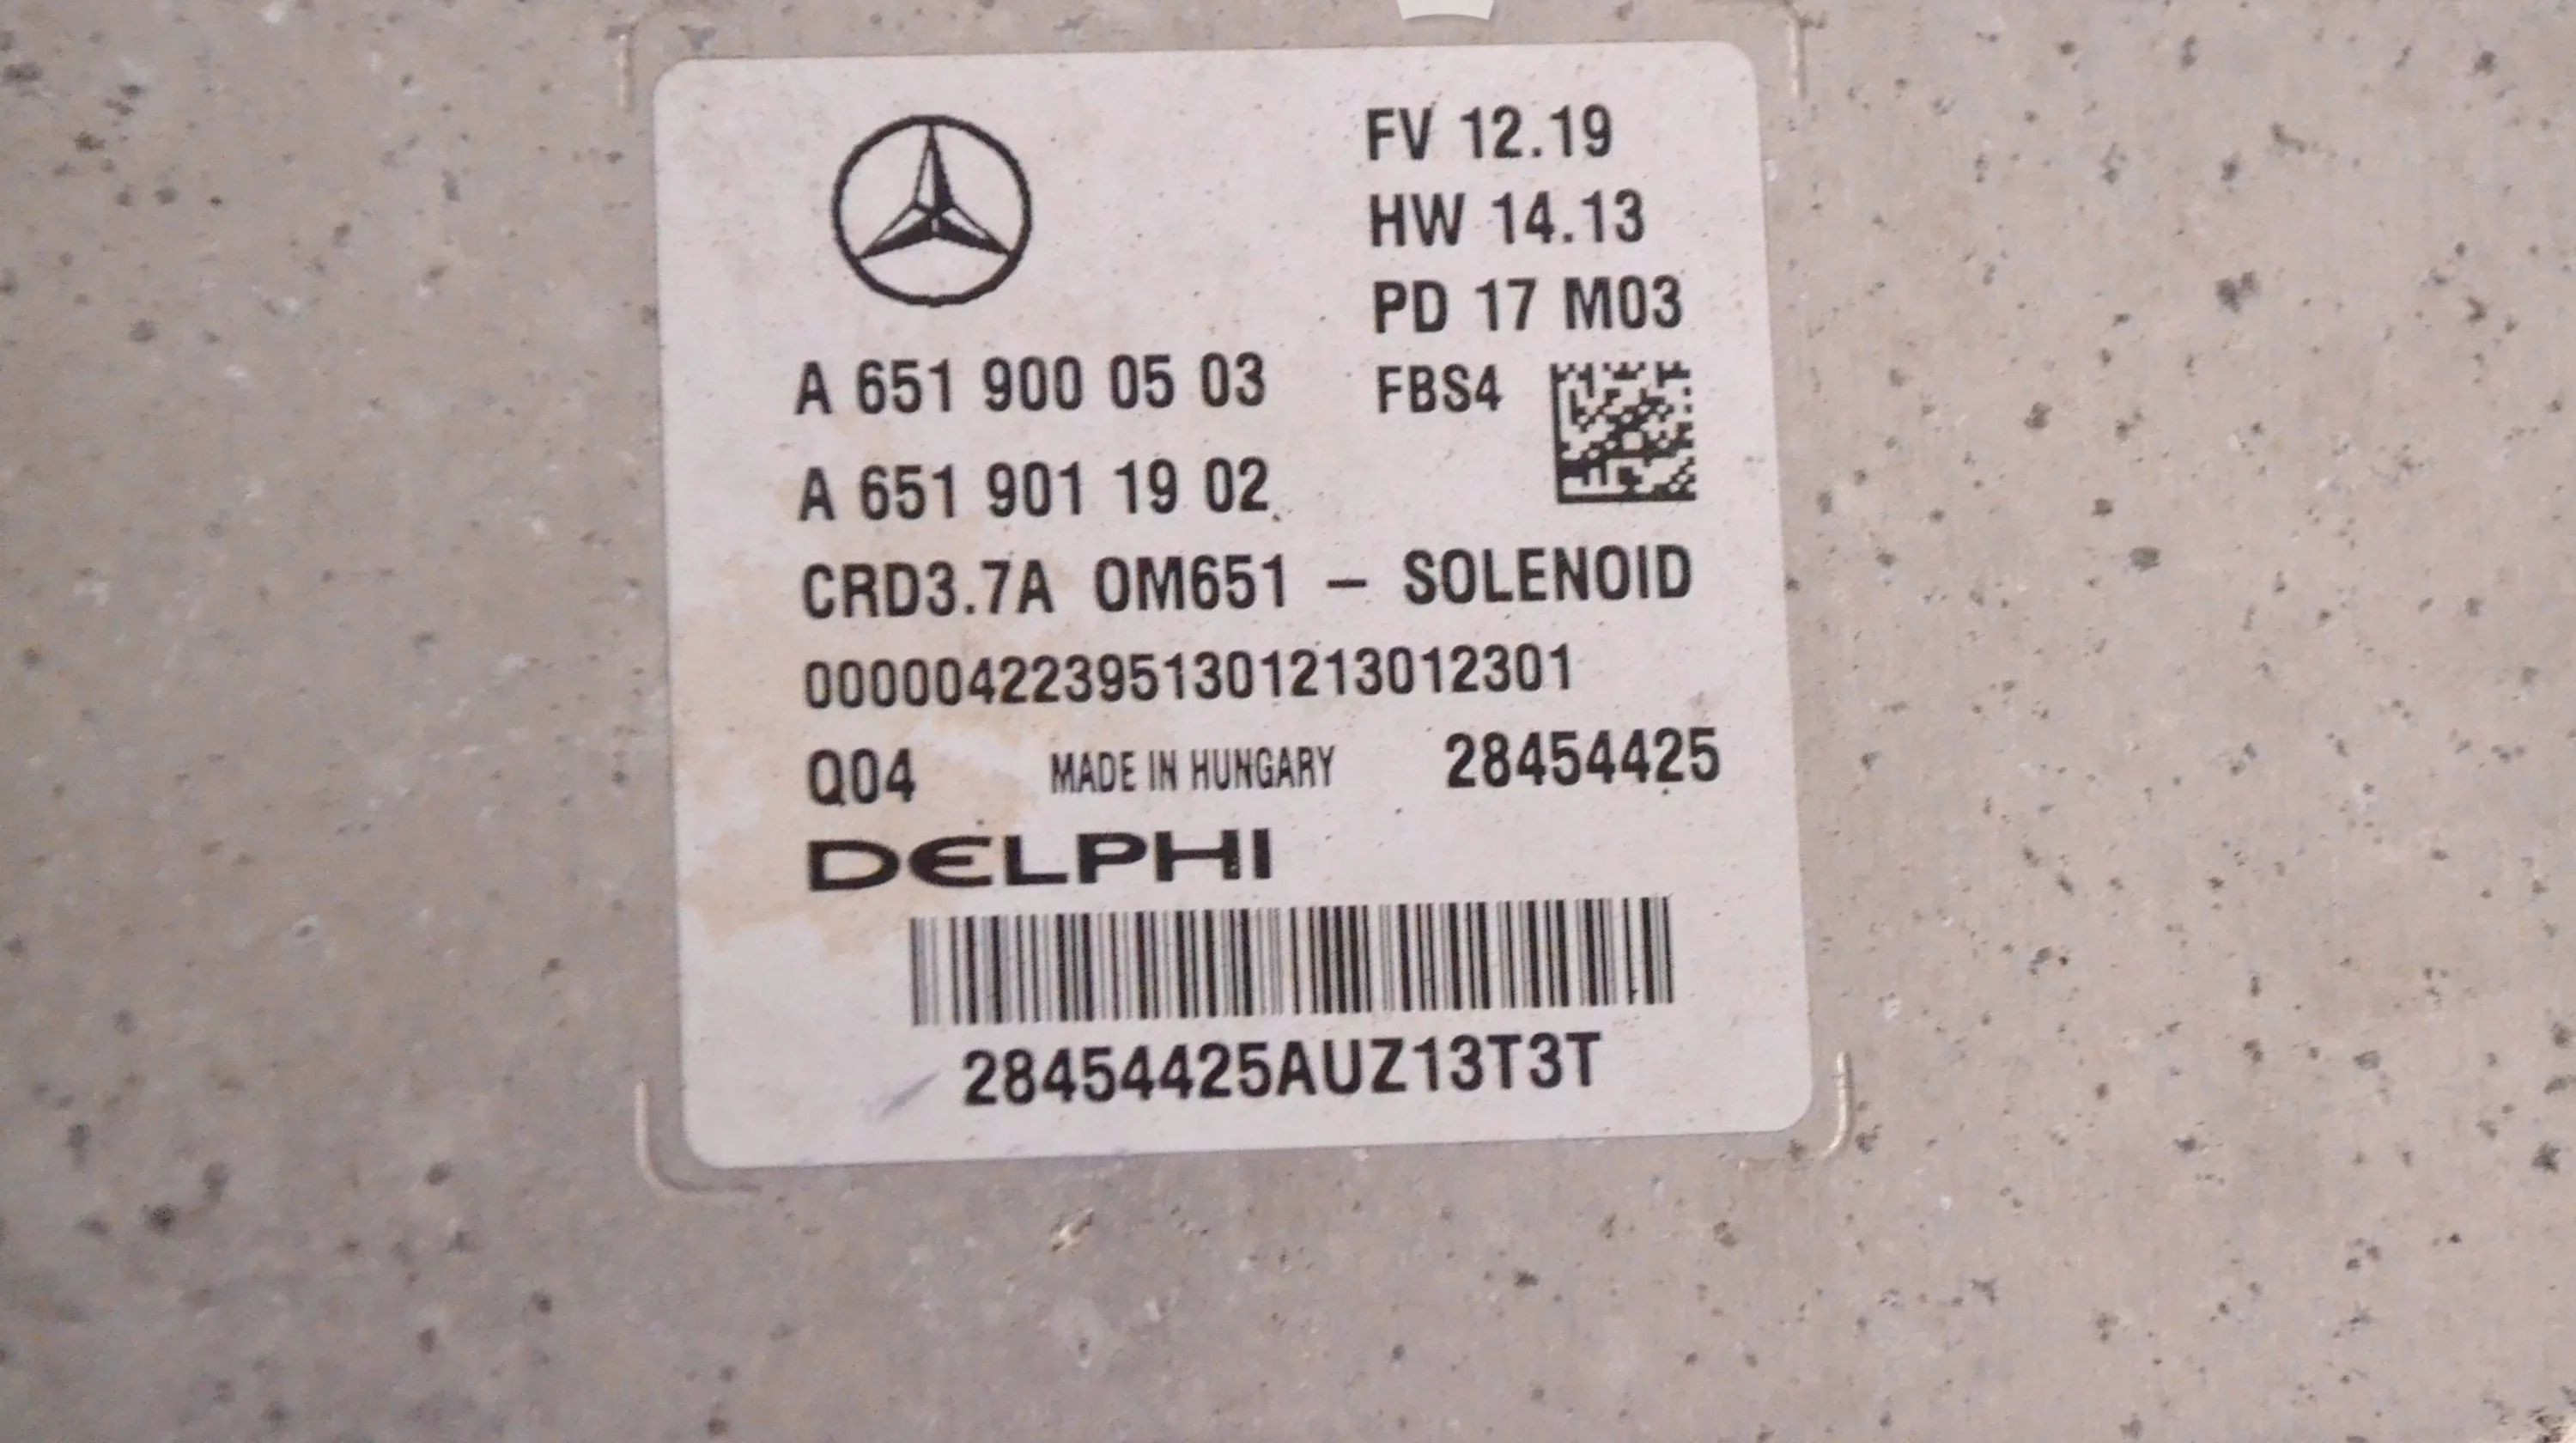 FV 12.19
HW 14.13
PD 17 M03
A 651 900 05 03 FBS4
A 651 901 19 02
CRD3.7A OM651 – SOLENOID
000004223951301213012301
Q04 MADE IN HUNGARY 28454425
DELPHI
28454425AUZ13T3T